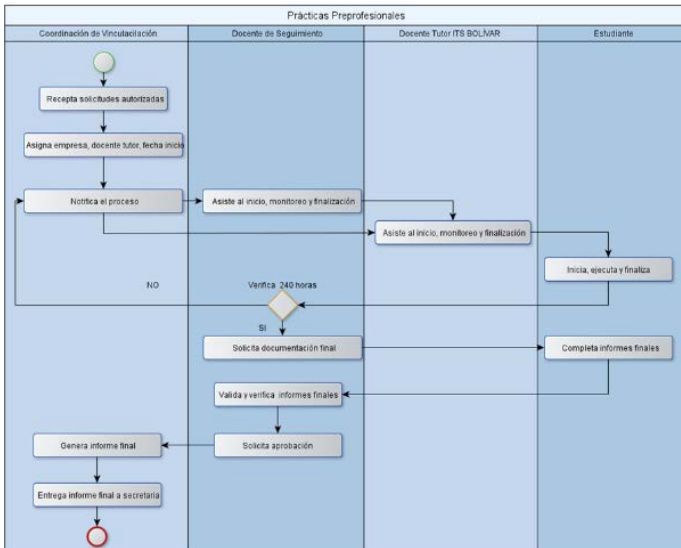 Prácticas Preprofesionales
Coordinación de Vinculacilación
Docente de Seguimiento
Docente Tutor ITS BOLÍVAR
Estudiante
Recepta solicitudes autorizadas
Asigna empresa, docente tutor, fecha inicio
Notifica el proceso
Asiste al inicio, monitoreo y finalización
Asiste al inicio, monitoreo y finalización
Inicia, ejecuta y finaliza
NO
Verifica 240 horas
SI
Solicita documentación final
Completa informes finales
Valida y verifica informes finales
Genera informe final
Solicita aprobación
Entrega informe final a secretaria